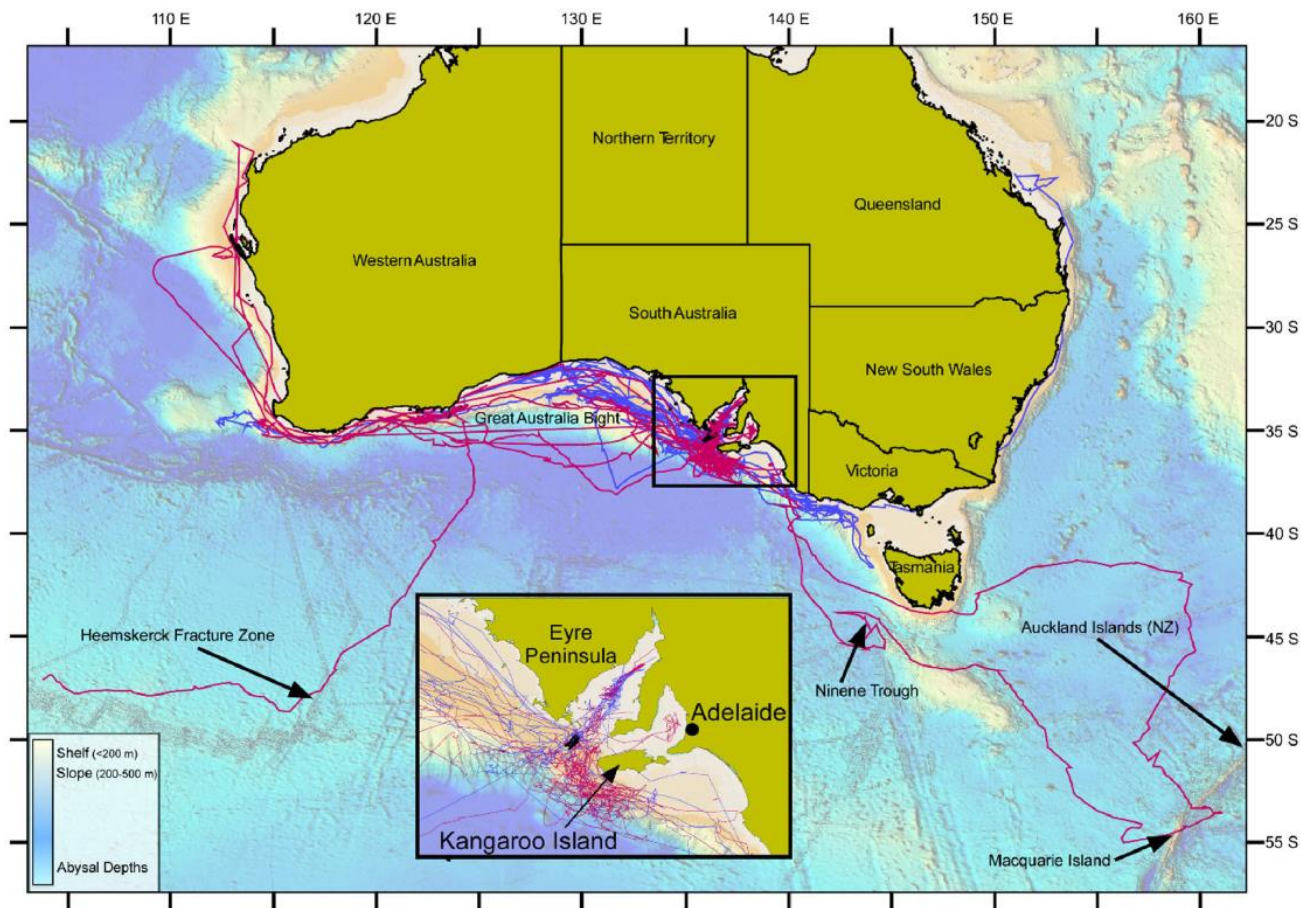 110 E
120 E
130 E
140 E
150 E
160 E
20 S
25 S
30 S
35 S
40 S
45 S
50 S
55 S
Northern Territory
Queensland
Western Australia
South Australia
New South Wales
Great Australia Bight
Victoria
Tasmania
Heemskerck Fracture Zone
Auckland Islands (NZ)
Ninene Trough
Macquarie Island
Eyre
Peninsula
Adelaide
Kangaroo Island
Shelf (<200 m)
Slope (200-500 m)
Abysal Depths